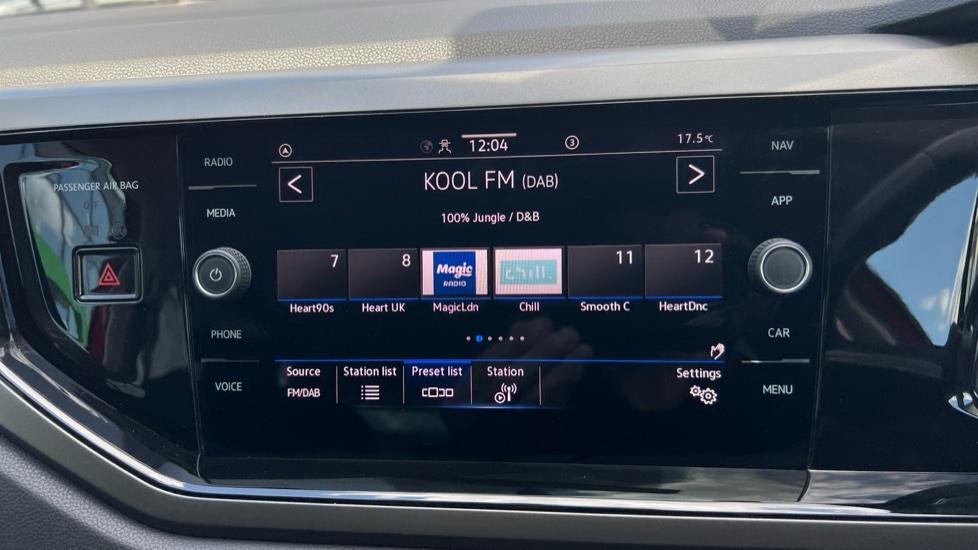 PASSENGER AIR BAG
OFF
RADIO
MEDIA
PHONE
VOICE
12:04
3
17.5°C
< KOOL FM (DAB) >
100% Jungle / D&B
7 8 11 12
Magic
RADIO
chill.
Heart90s Heart UK MagicLdn Chill Smooth C HeartDnc
Source Station list Preset list Station Settings
FM/DAB
NAV
APP
CAR
MENU